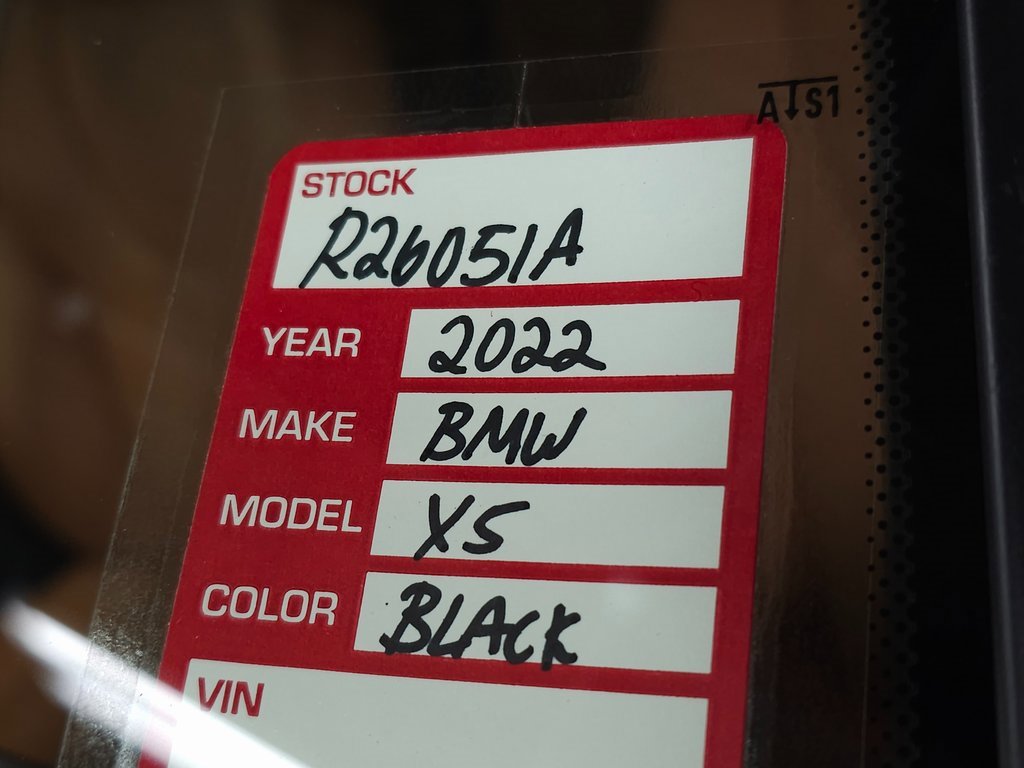 A↓S1
STOCK
R26051A
YEAR 2022
MAKE BMW
MODEL X5
COLOR BLACK
VIN